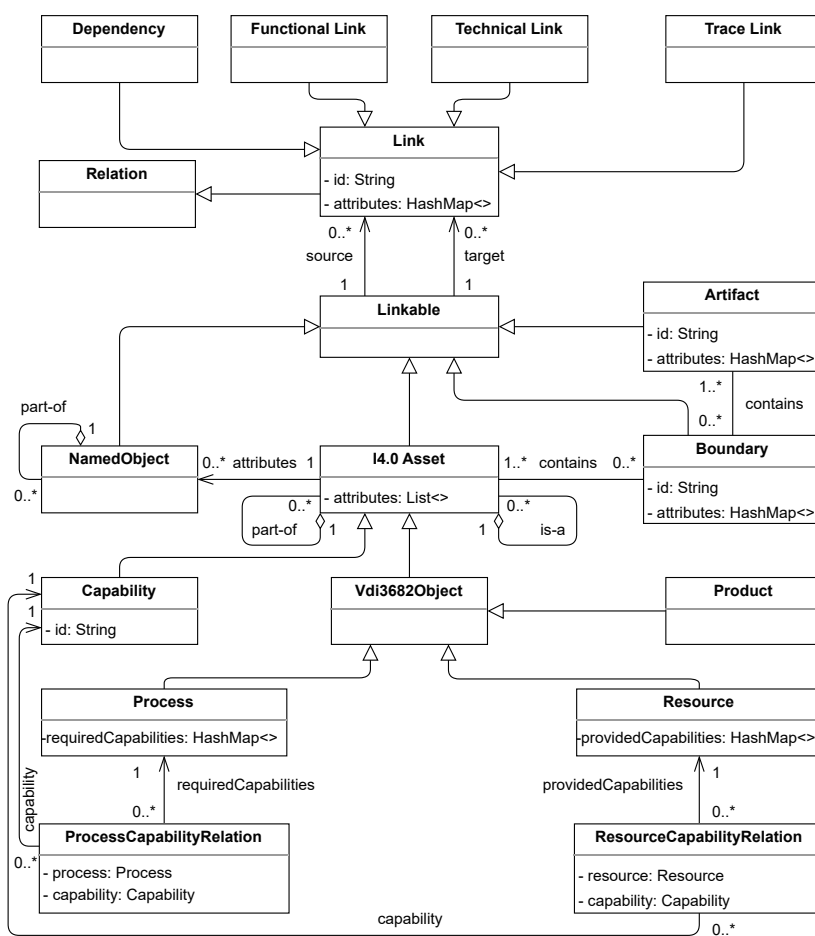 Dependency
Functional Link
Technical Link
Trace Link
Link
- id: String
- attributes: HashMap<>
Relation
0..*
0..*
source
target
1
1
Linkable
Artifact
- id: String
- attributes: HashMap<>
1..*
contains
0..*
part-of
1
NamedObject
0..*
0..* attributes 1
I4.0 Asset
- attributes: List<>
1..* contains 0..*
Boundary
- id: String
- attributes: HashMap<>
0..*
part-of
1
0..*
is-a
1
1
Capability
1
- id: String
Vdi3682Object
Product
Process
-requiredCapabilities: HashMap<>
Resource
-providedCapabilities: HashMap<>
capability
1
requiredCapabilities
0..*
providedCapabilities
1
0..*
0..*
ProcessCapabilityRelation
- process: Process
- capability: Capability
ResourceCapabilityRelation
- resource: Resource
- capability: Capability
capability
0..*